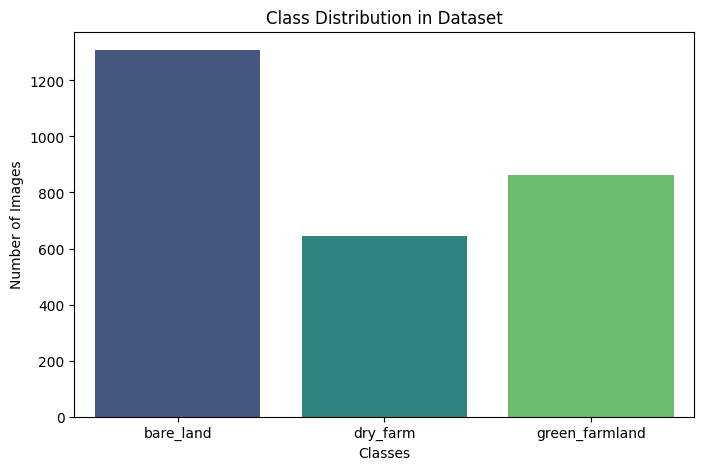 Class Distribution in Dataset
Number of Images
1200
1000
800
600
400
200
0
bare_land dry_farm green_farmland
Classes